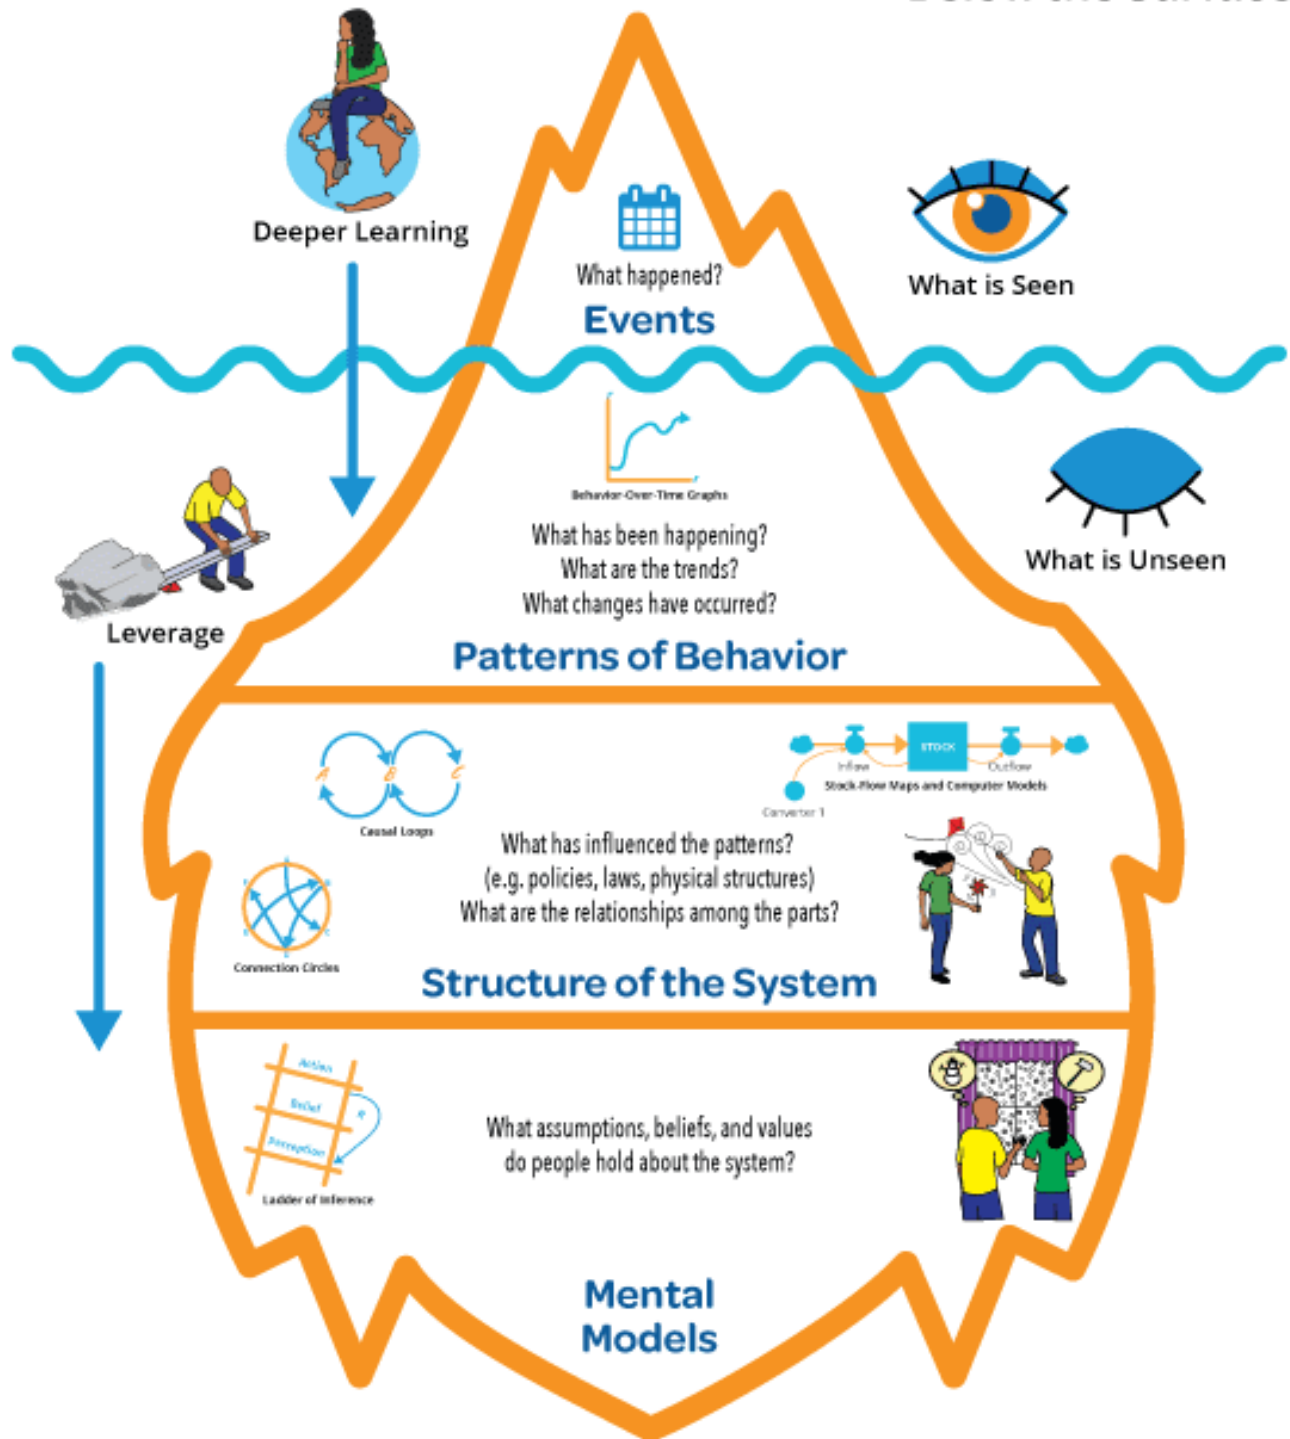 Below the Surface
Deeper Learning
What happened?
Events
What is Seen
Behavior-Over-Time Graphs
What has been happening?
What are the trends?
What changes have occurred?
What is Unseen
Leverage
Patterns of Behavior
A B C
Causal Loops
STOCK
Inflow Outflow
Stock-Flow Maps and Computer Models
Converter 1
What has influenced the patterns?
(e.g. policies, laws, physical structures)
What are the relationships among the parts?
Connection Circles
Structure of the System
Action
Belief
R
Perception
Ladder of Inference
What assumptions, beliefs, and values
do people hold about the system?
Mental
Models